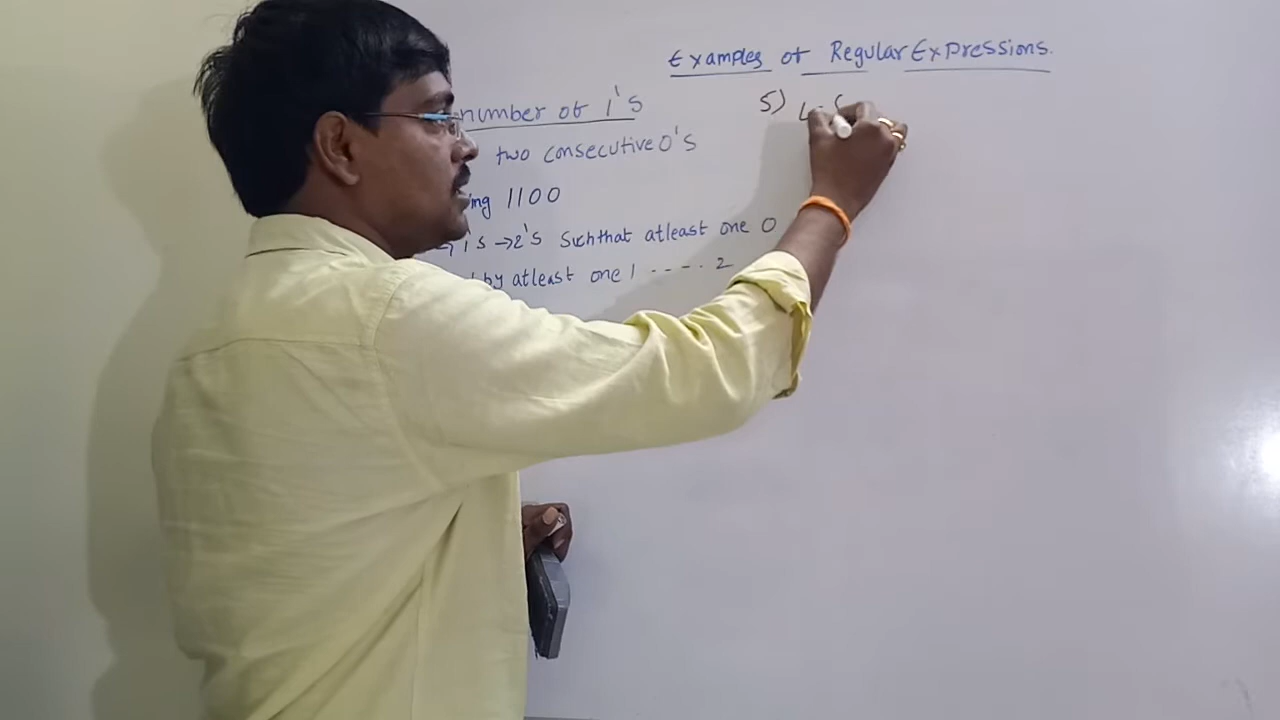 Examples of Regular Expressions.
number of 1's
two consecutive 0's
ing 1100
1's → 2's Such that atleast one 0
by atleast one 1 ----- 2
5) L=